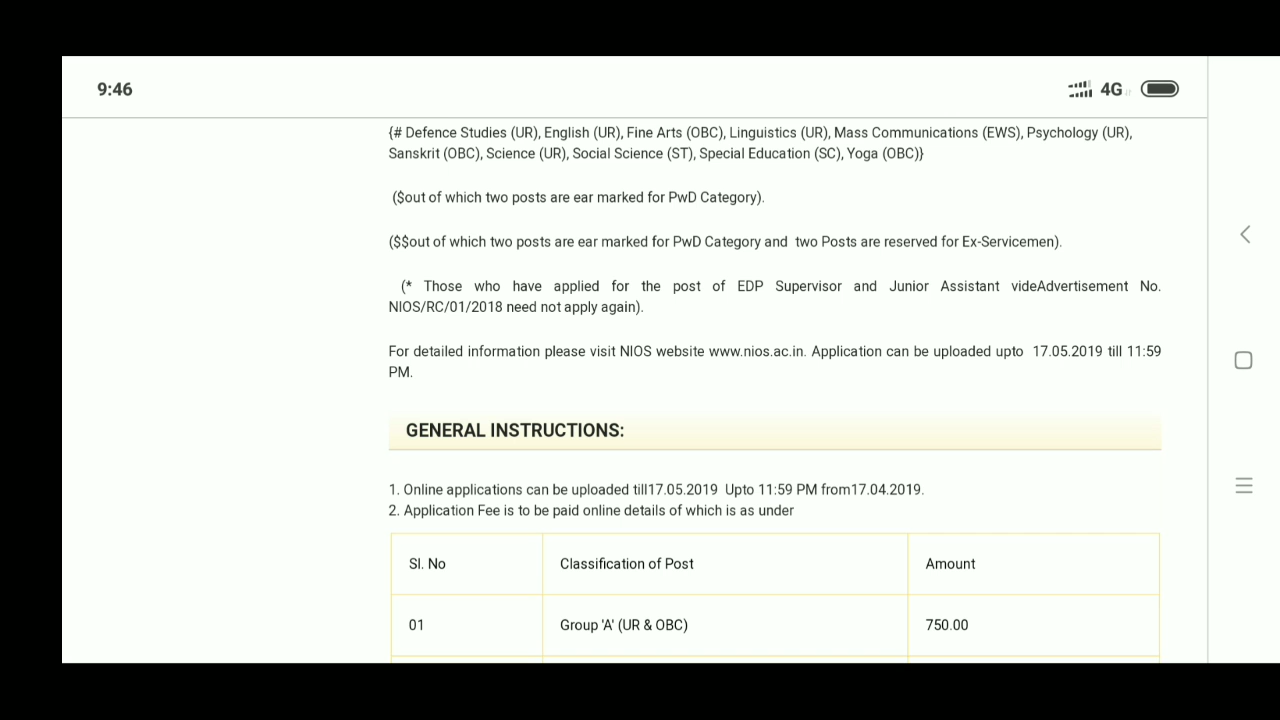 9:46
4G
{# Defence Studies (UR), English (UR), Fine Arts (OBC), Linguistics (UR), Mass Communications (EWS), Psychology (UR),
Sanskrit (OBC), Science (UR), Social Science (ST), Special Education (SC), Yoga (OBC)}
($out of which two posts are ear marked for PwD Category).
($$out of which two posts are ear marked for PwD Category and two Posts are reserved for Ex-Servicemen).
(* Those who have applied for the post of EDP Supervisor and Junior Assistant videAdvertisement No.
NIOS/RC/01/2018 need not apply again).
For detailed information please visit NIOS website www.nios.ac.in. Application can be uploaded upto 17.05.2019 till 11:59
PM.
GENERAL INSTRUCTIONS:
1. Online applications can be uploaded till17.05.2019 Upto 11:59 PM from17.04.2019.
2. Application Fee is to be paid online details of which is as under
Sl. No Classification of Post Amount
01 Group 'A' (UR & OBC) 750.00